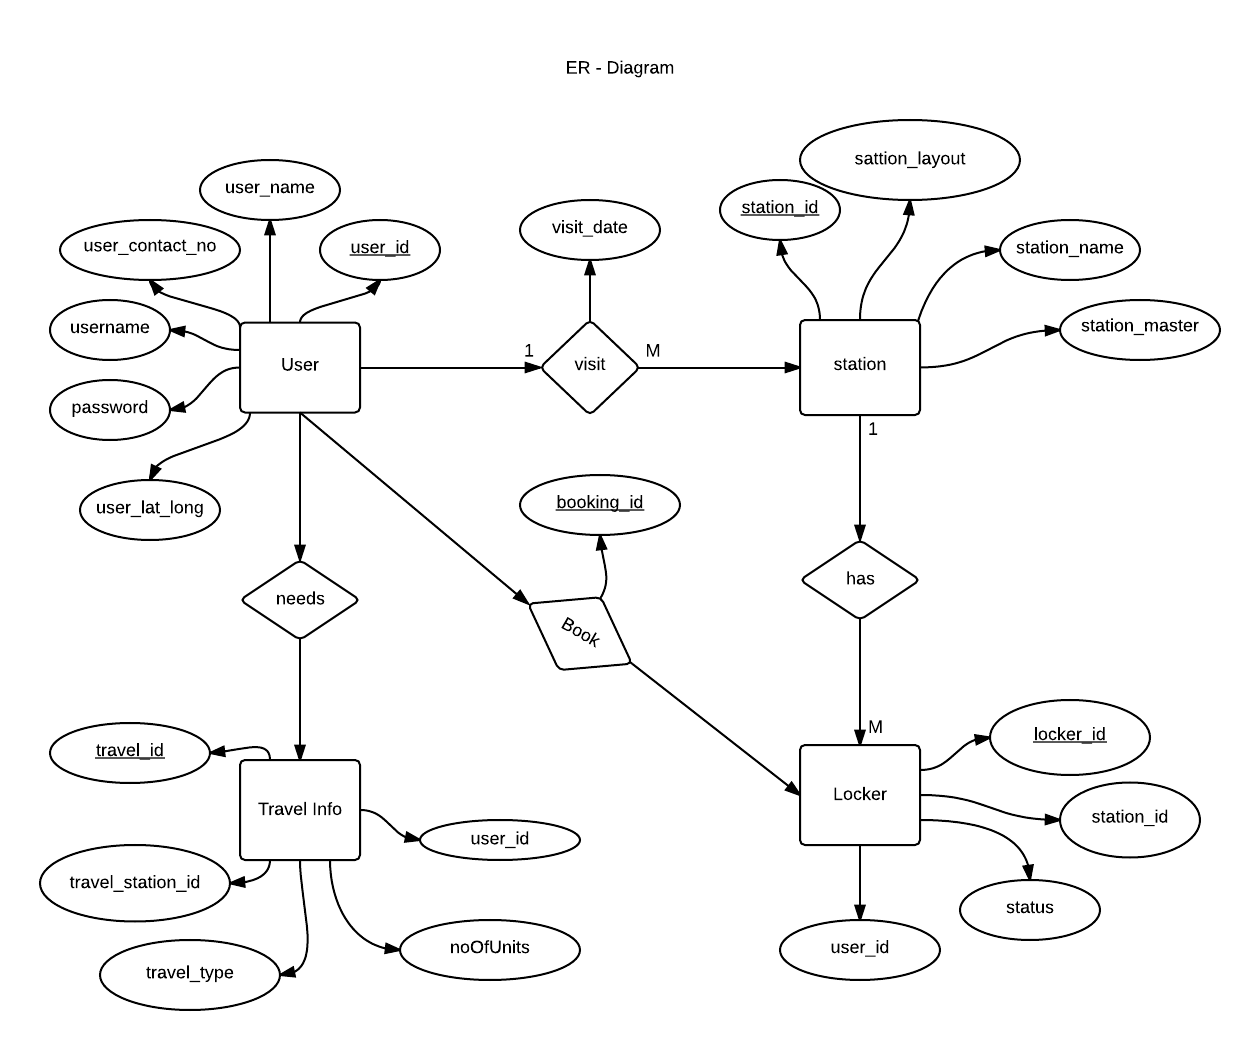 ER - Diagram
sattion_layout
user_name
station_id
user_contact_no
user_id
visit_date
station_name
username
station_master
1
M
User
visit
station
password
1
user_lat_long
booking_id
has
needs
Book
M
locker_id
travel_id
Locker
Travel Info
station_id
user_id
travel_station_id
status
user_id
noOfUnits
travel_type